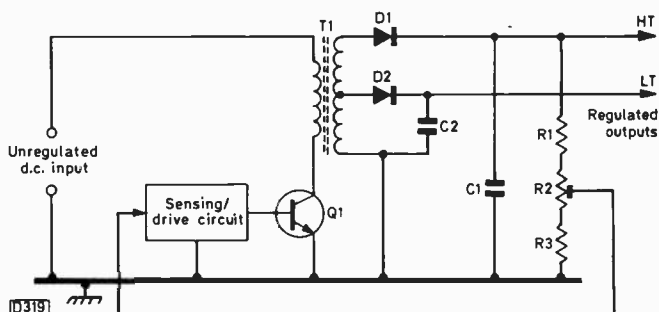 T1
D1
HT
D2
LT
C2
Regulated
outputs
R1
Unregulated
d.c. input
Sensing/
drive circuit
Q1
C1
R2
R3
D319